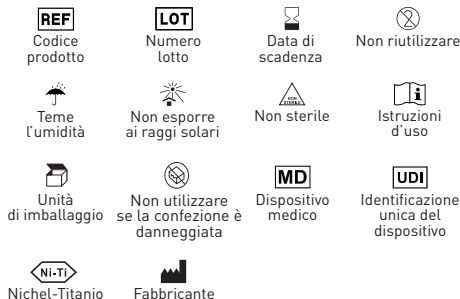 REF
Codice
prodotto
LOT
Numero
lotto
Data di
scadenza
2
Non riutilizzare
Teme
l'umidità
Non esporre
ai raggi solari
NON
STERILE
Non sterile
i
Istruzioni
d'uso
Unità
di imballaggio
Non utilizzare
se la confezione è
danneggiata
MD
Dispositivo
medico
UDI
Identificazione
unica del
dispositivo
Ni-Ti
Nichel-Titanio
Fabbricante